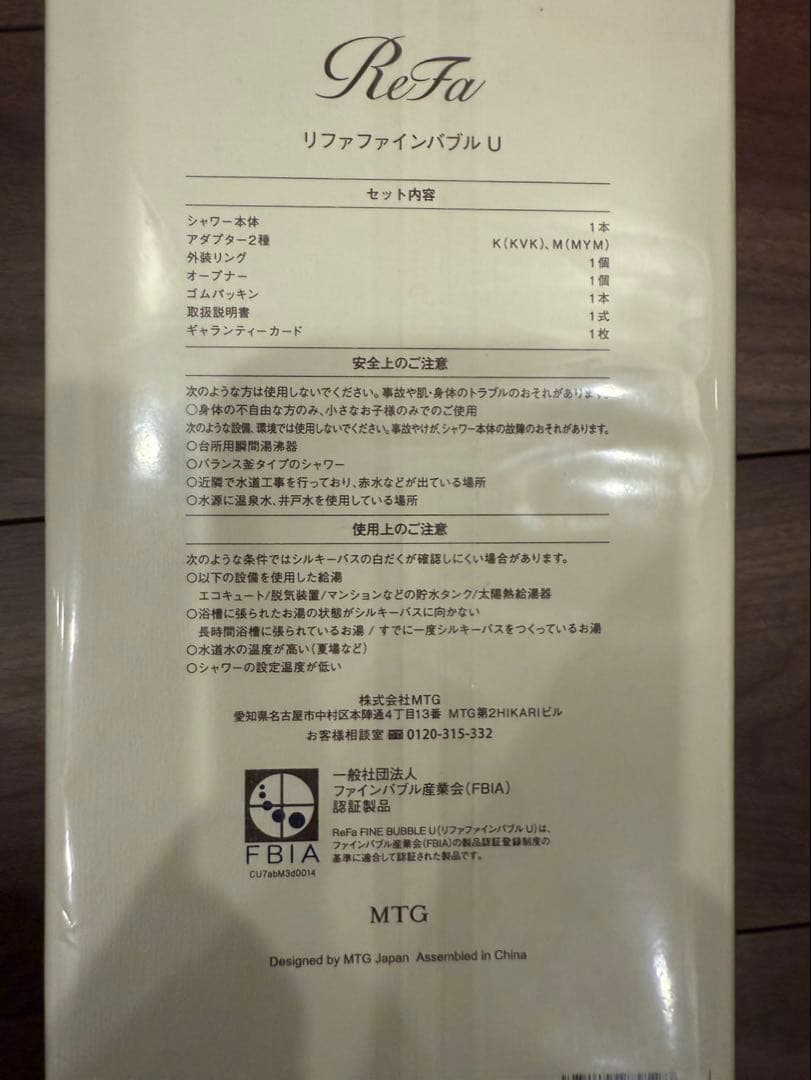 ReFa
リファファインバブル U
セット内容
シャワー本体 1本
アダプター2種 K(KVK)、M(MYM)
外装リング 1個
オープナー 1個
ゴムパッキン 1本
取扱説明書 1式
ギャランティーカード 1枚
安全上のご注意
次のような方は使用しないでください。事故や肌・身体のトラブルのおそれがあります。
○身体の不自由な方のみ、小さなお子様のみでのご使用
次のような設備、環境では使用しないでください。事故やけが、シャワー本体の故障のおそれがあります。
○台所用瞬間湯沸器
○バランス釜タイプのシャワー
○近隣で水道工事を行っており、赤水などが出ている場所
○水源に温泉水、井戸水を使用している場所
使用上のご注意
次のような条件ではシルキーバスの白だくが確認しにくい場合があります。
○以下の設備を使用した給湯
エコキュート/脱気装置/マンションなどの貯水タンク/太陽熱給湯器
○浴槽に張られたお湯の状態がシルキーバスに向かない
長時間浴槽に張られているお湯 / すでに一度シルキーバスをつくっているお湯
○水道水の温度が高い(夏場など)
○シャワーの設定温度が低い
株式会社MTG
愛知県名古屋市中村区本陣通4丁目13番 MTG第2HIKARIビル
お客様相談室 0120-315-332
一般社団法人
ファインバブル産業会(FBIA)
認証製品
ReFa FINE BUBBLE U(リファファインバブル U)は、
ファインバブル産業会(FBIA)の製品認証登録制度の
基準に適合して認証された製品です。
FBIA
CU7abM3d0014
MTG
Designed by MTG Japan Assembled in China